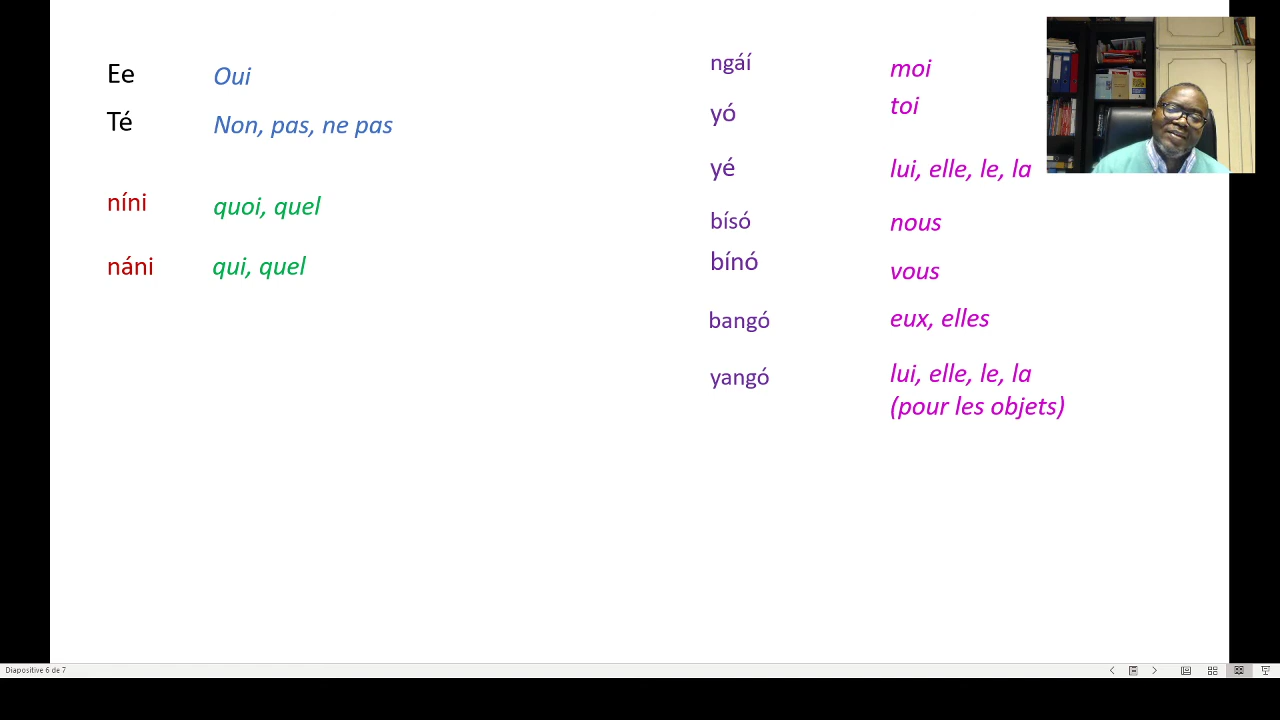 Ee Oui
Té Non, pas, ne pas
níni quoi, quel
náni qui, quel
ngáí moi
yó toi
yé lui, elle, le, la
bísó nous
bínó vous
bangó eux, elles
yangó lui, elle, le, la
(pour les objets)
Diapositive 6 de 7